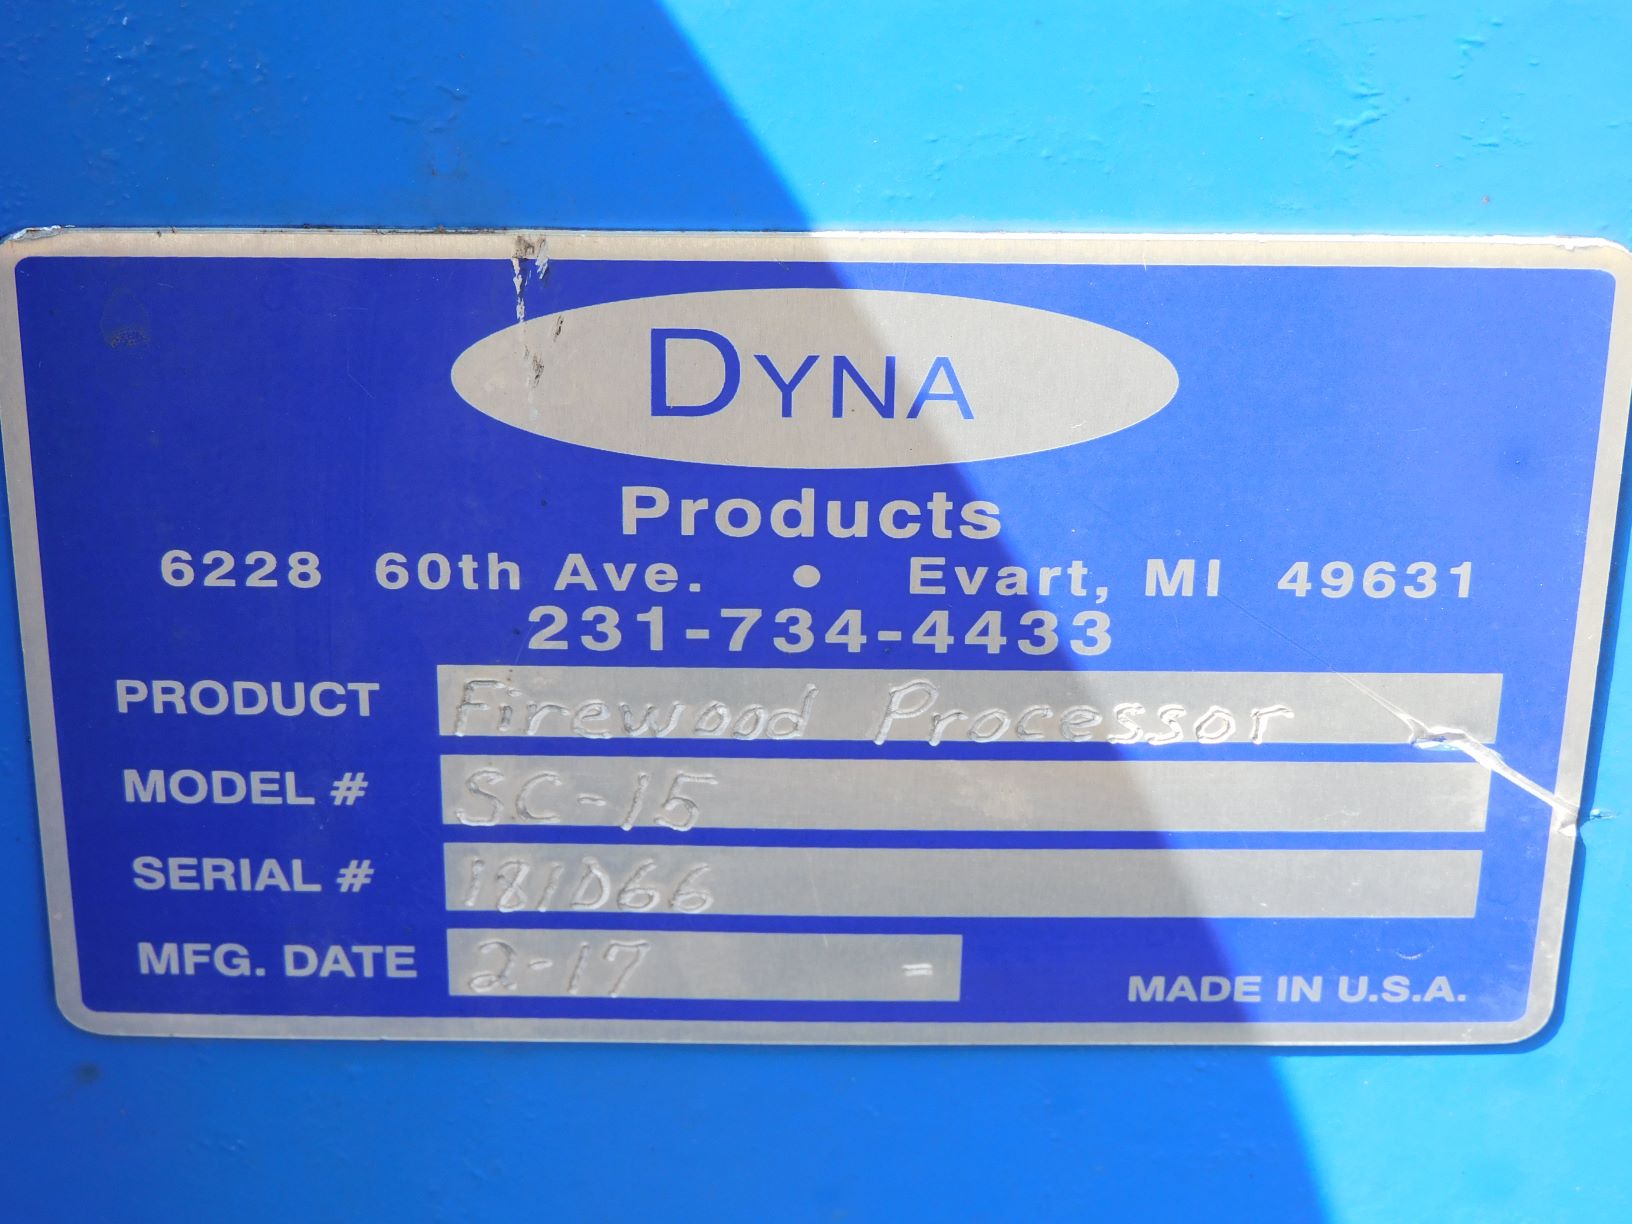 DYNA
Products
6228 60th Ave. • Evart, MI 49631
231-734-4433
PRODUCT Firewood Processor
MODEL # SC-15
SERIAL # 181D66
MFG. DATE 2-17
MADE IN U.S.A.